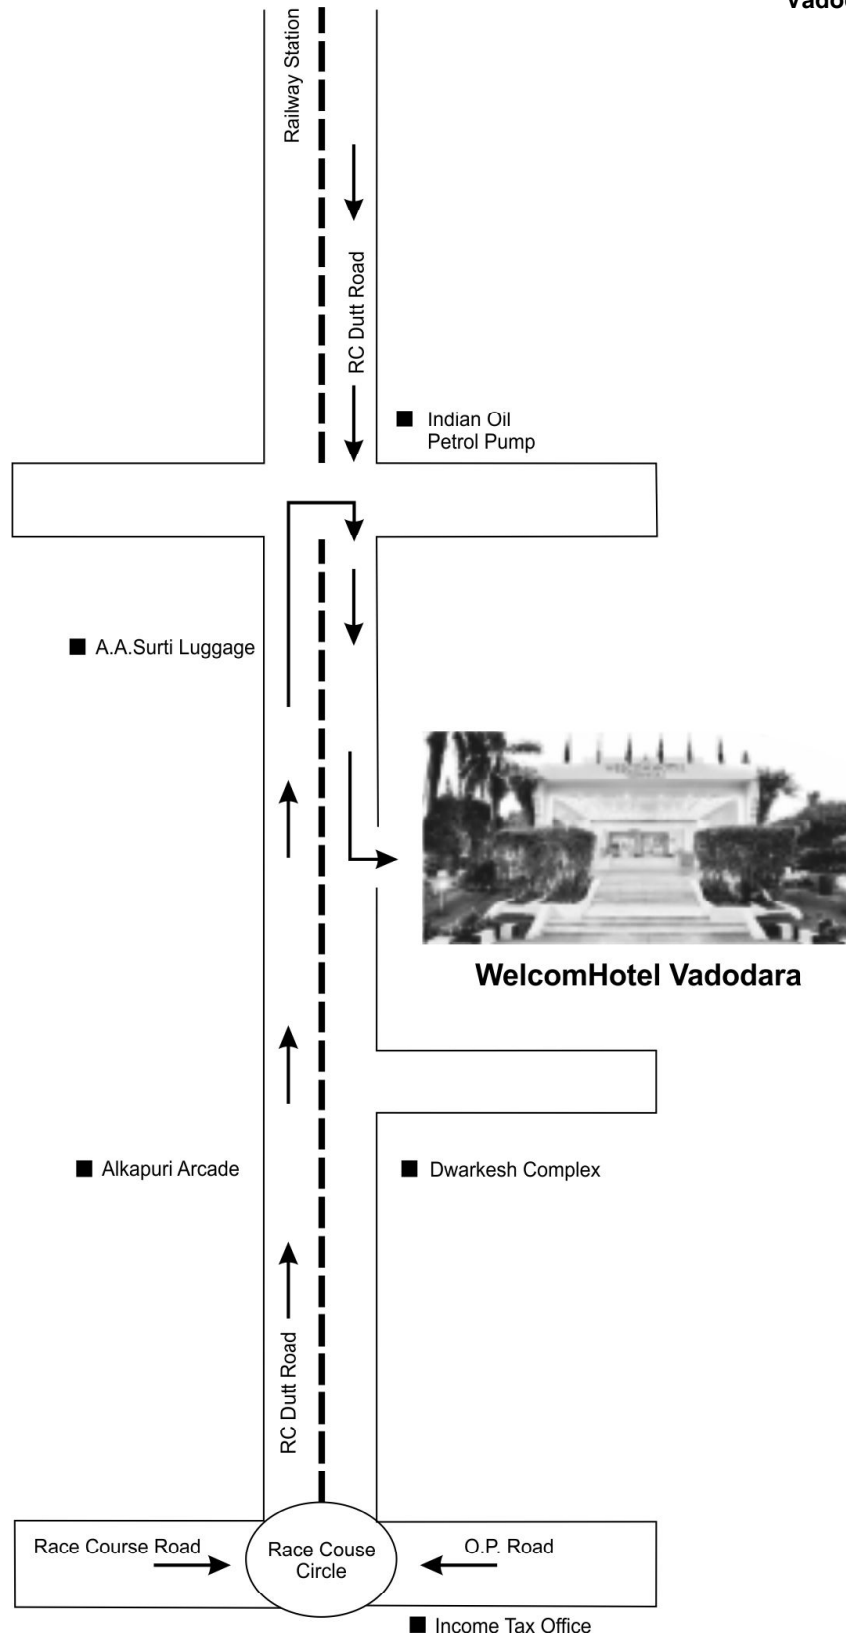 Railway Station
RC Dutt Road
Indian Oil
Petrol Pump
A.A.Surti Luggage
WelcomHotel Vadodara
Alkapuri Arcade
Dwarkesh Complex
RC Dutt Road
Race Course Road
Race Couse
Circle
O.P. Road
Income Tax Office